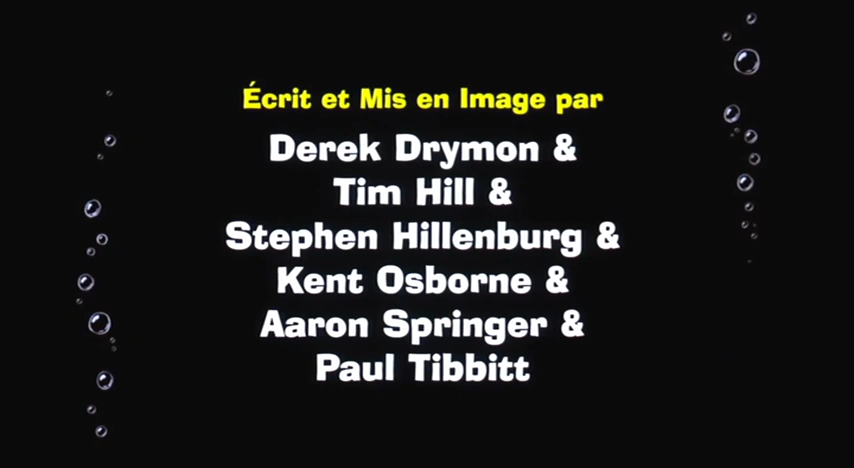 Écrit et Mis en Image par
Derek Drymon &
Tim Hill &
Stephen Hillenburg &
Kent Osborne &
Aaron Springer &
Paul Tibbitt